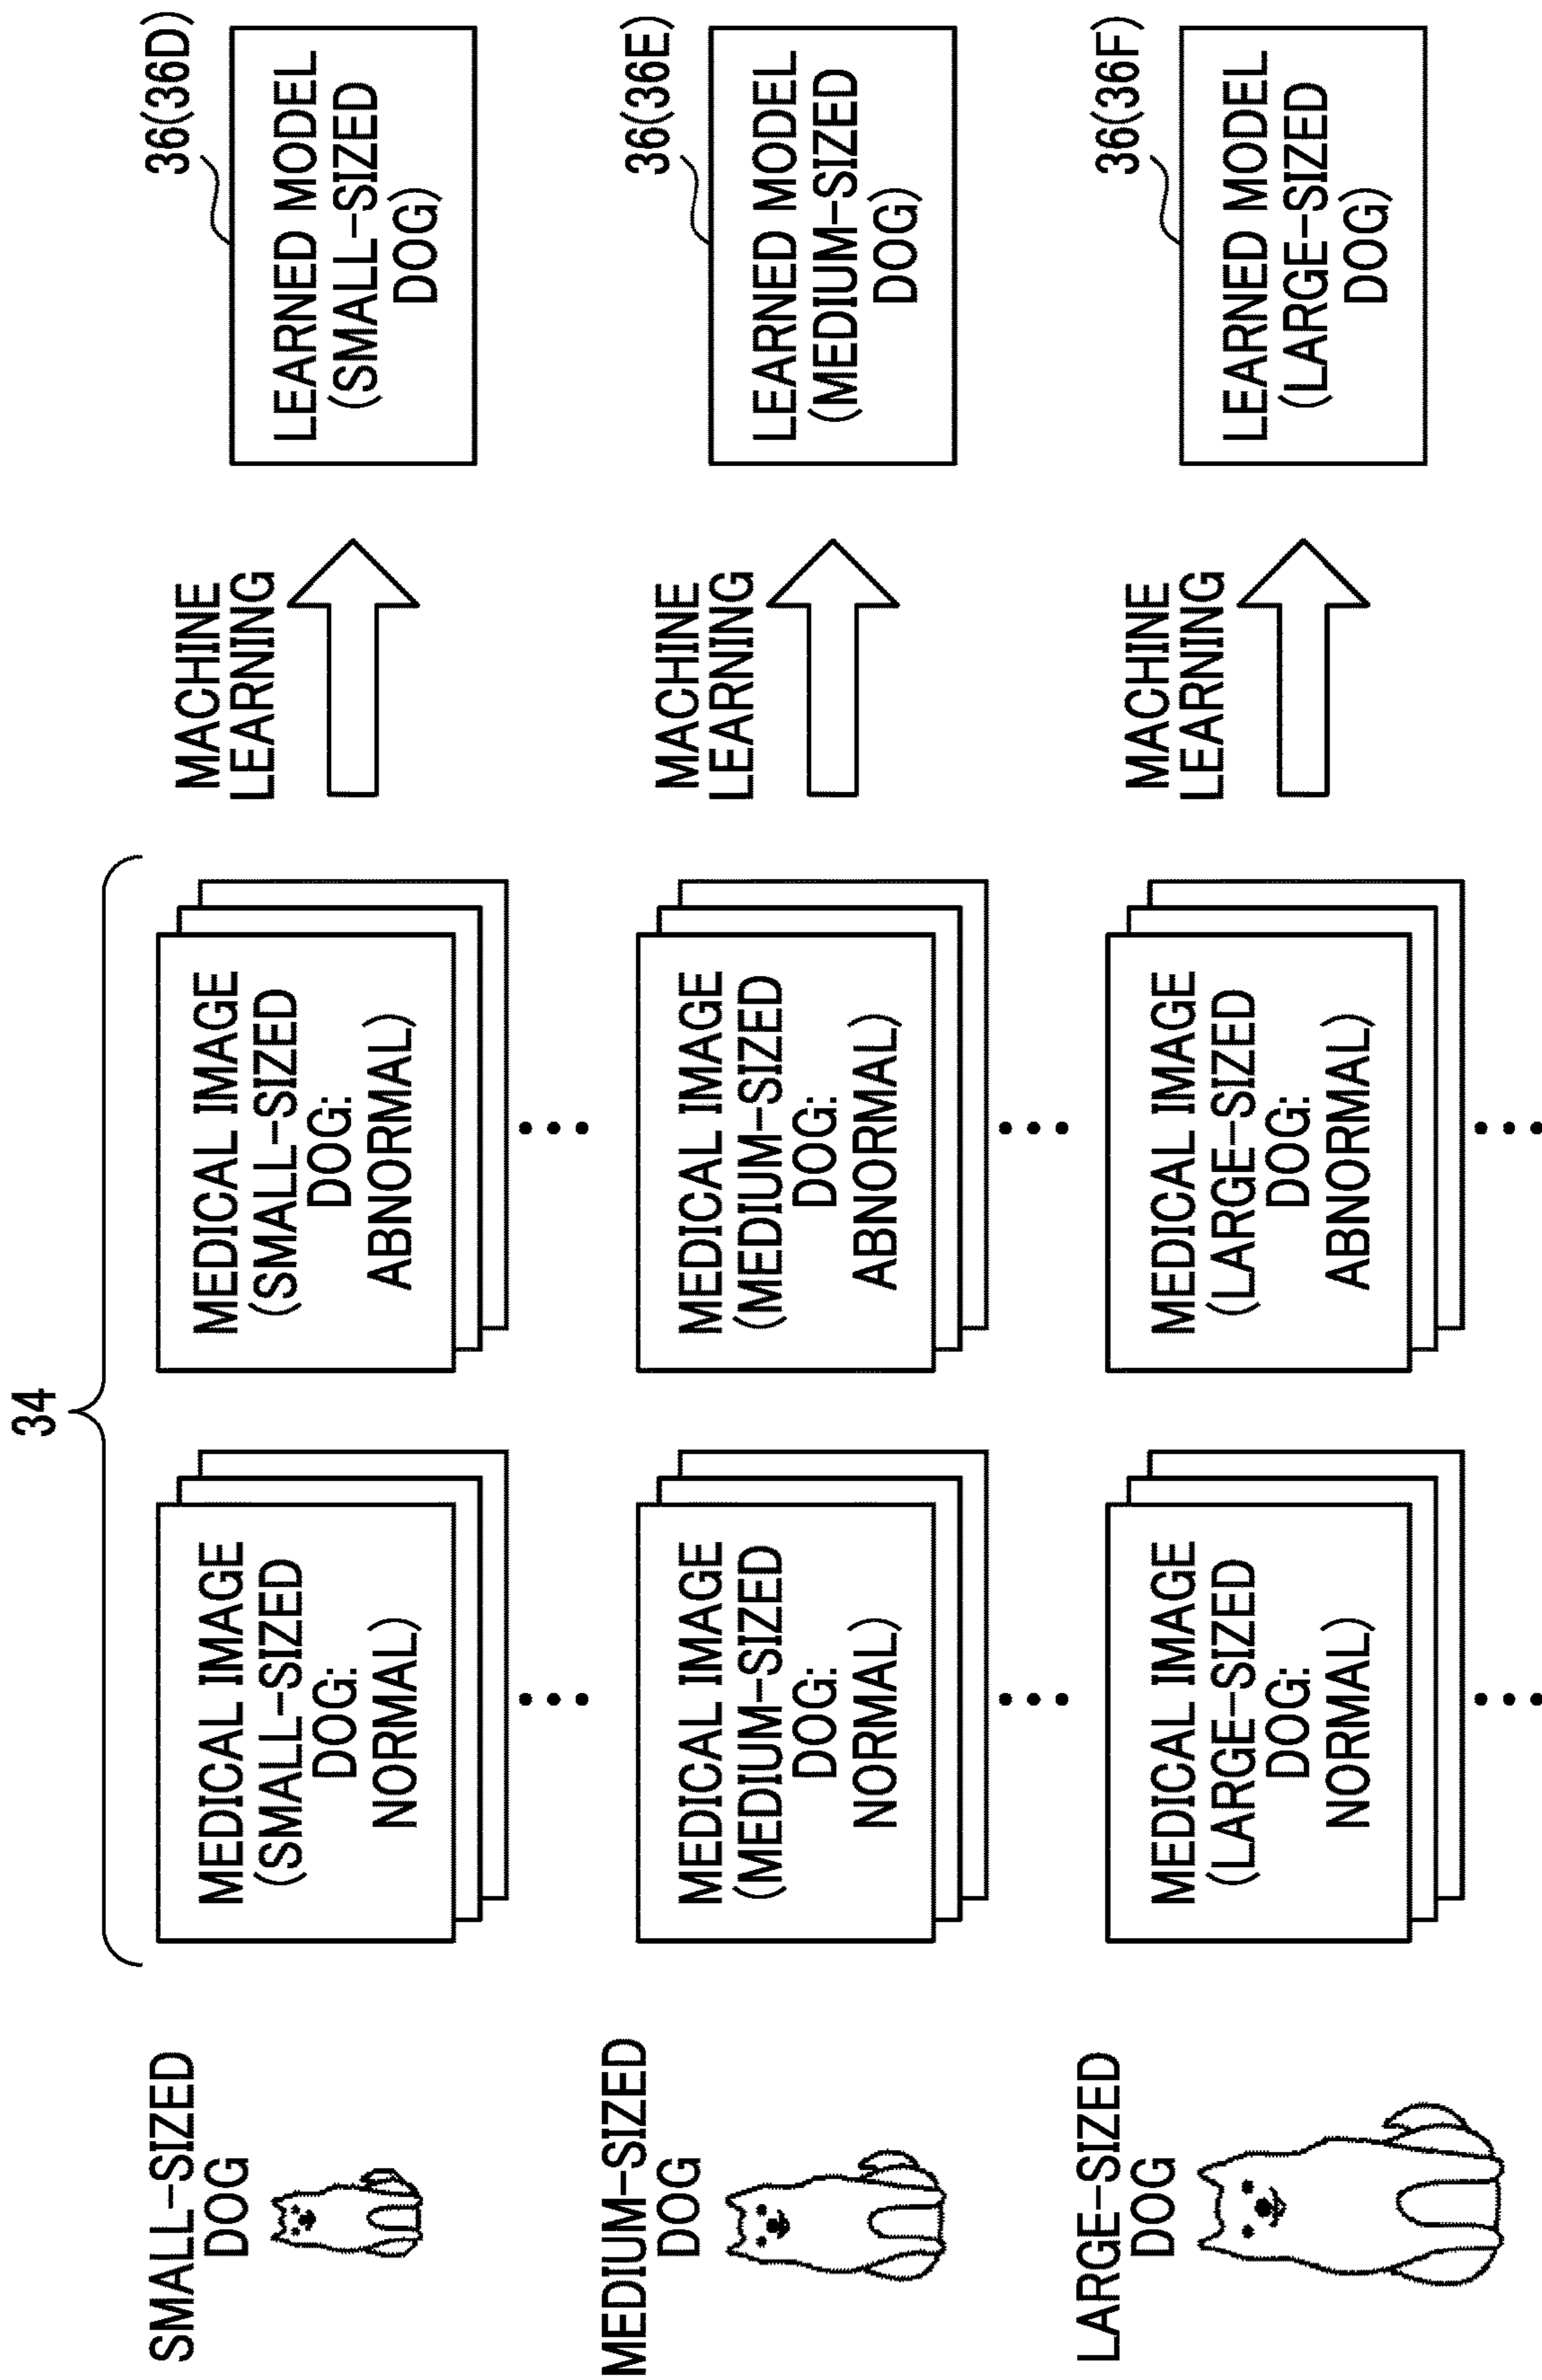 34
SMALL-SIZED
DOG
MEDICAL IMAGE
(SMALL-SIZED
DOG:
NORMAL)
MEDICAL IMAGE
(SMALL-SIZED
DOG:
ABNORMAL)
MACHINE
LEARNING
36(36D)
LEARNED MODEL
(SMALL-SIZED
DOG)
MEDIUM-SIZED
DOG
MEDICAL IMAGE
(MEDIUM-SIZED
DOG:
NORMAL)
MEDICAL IMAGE
(MEDIUM-SIZED
DOG:
ABNORMAL)
MACHINE
LEARNING
36(36E)
LEARNED MODEL
(MEDIUM-SIZED
DOG)
LARGE-SIZED
DOG
MEDICAL IMAGE
(LARGE-SIZED
DOG:
NORMAL)
MEDICAL IMAGE
(LARGE-SIZED
DOG:
ABNORMAL)
MACHINE
LEARNING
36(36F)
LEARNED MODEL
(LARGE-SIZED
DOG)